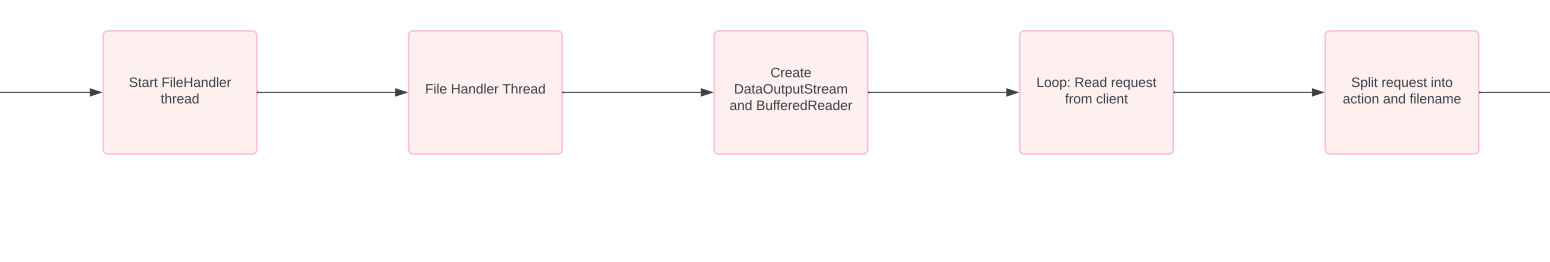 Start FileHandler
thread
File Handler Thread
Create
DataOutputStream
and BufferedReader
Loop: Read request
from client
Split request into
action and filename